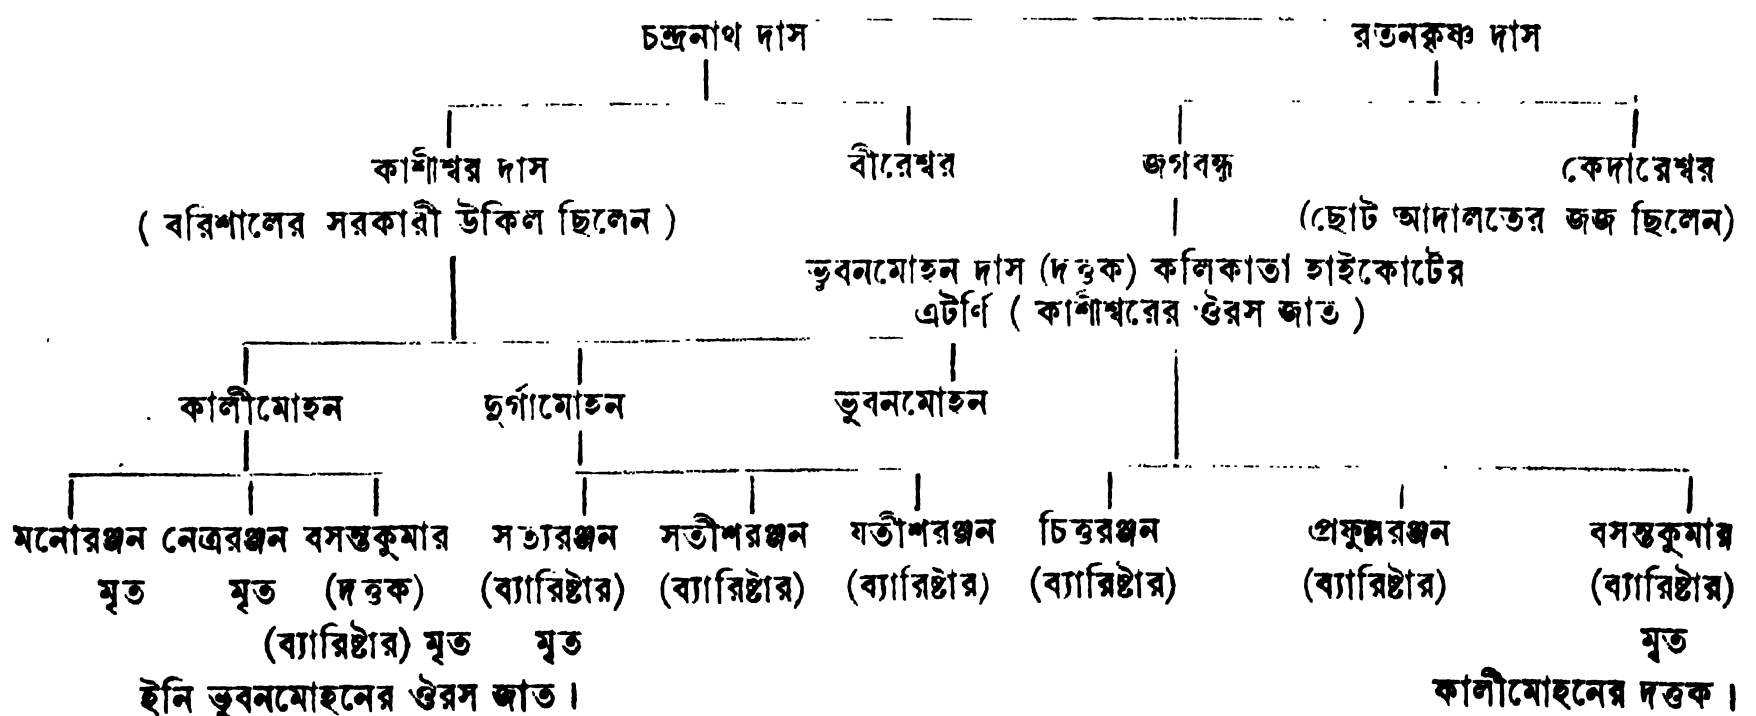 চন্দ্রনাথ দাস রতনকৃষ্ণ দাস
কাশীশ্বর দাস বীরেশ্বর জগবন্ধু কেদারেশ্বর
( বরিশালের সরকারী উকিল ছিলেন ) (ছোট আদালতের জজ ছিলেন)
ভুবনমোহন দাস (দত্তক) কলিকাতা হাইকোর্টের
এটর্ণি ( কাশীশ্বরের ঔরস জাত )
কালীমোহন দুর্গামোহন ভুবনমোহন
মনোরঞ্জন নেত্ররঞ্জন বসন্তকুমার সত্যরঞ্জন সতীশরঞ্জন যতীশরঞ্জন চিত্তরঞ্জন প্রফুল্লরঞ্জন বসন্তকুমার
মৃত মৃত (দত্তক) (ব্যারিষ্টার) (ব্যারিষ্টার) (ব্যারিষ্টার) (ব্যারিষ্টার) (ব্যারিষ্টার) (ব্যারিষ্টার)
(ব্যারিষ্টার) মৃত মৃত মৃত
ইনি ভুবনমোহনের ঔরস জাত। কালীমোহনের দত্তক।